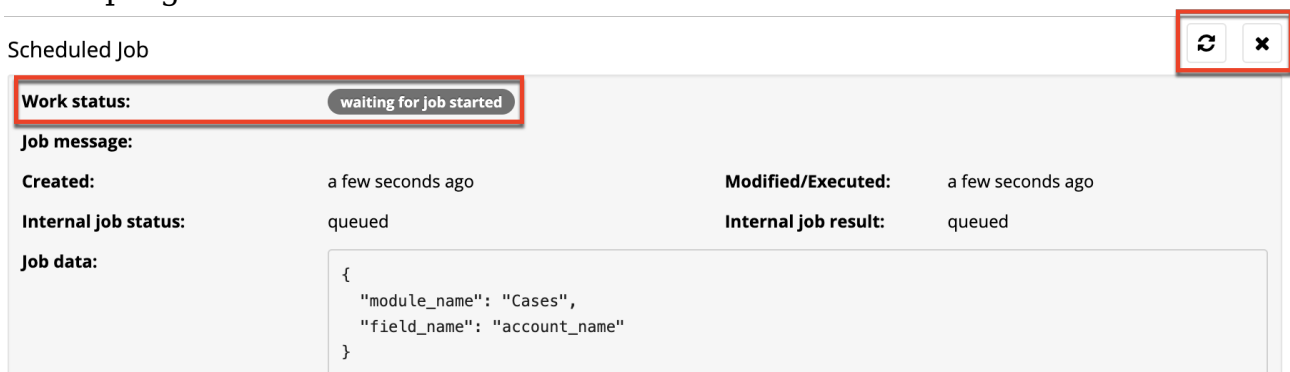 Scheduled Job
Work status: waiting for job started
Job message:
Created: a few seconds ago Modified/Executed: a few seconds ago
Internal job status: queued Internal job result: queued
Job data: {
"module_name": "Cases",
"field_name": "account_name"
}